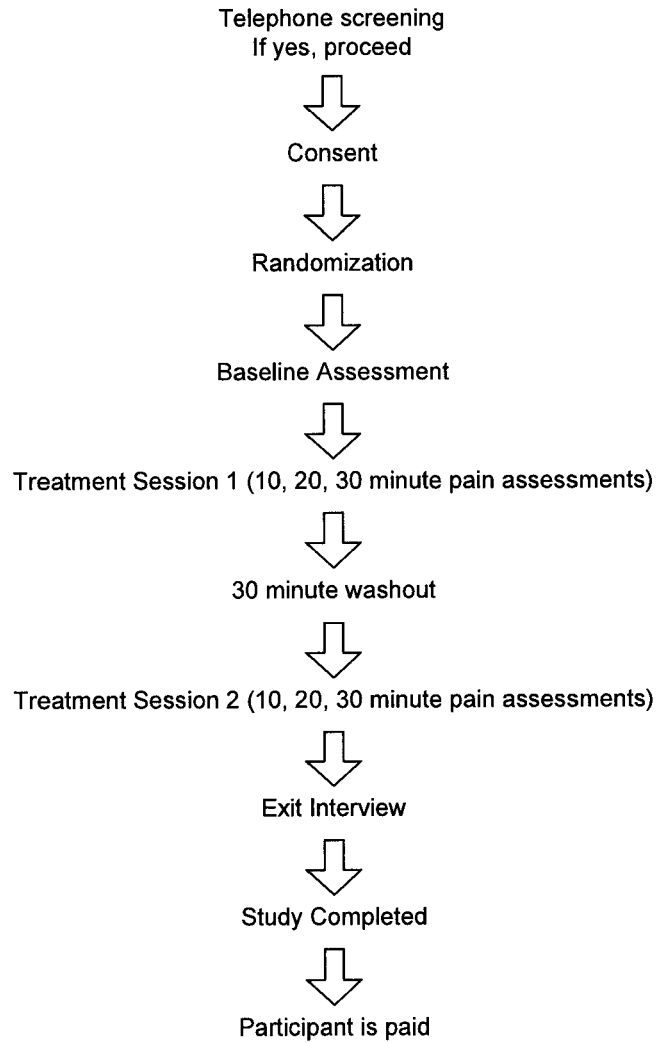 Telephone screening
If yes, proceed
Consent
Randomization
Baseline Assessment
Treatment Session 1 (10, 20, 30 minute pain assessments)
30 minute washout
Treatment Session 2 (10, 20, 30 minute pain assessments)
Exit Interview
Study Completed
Participant is paid